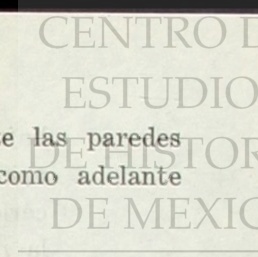 CENTRO D
ESTUDIO
e las paredes
DE HISTOR
como adelante
DE MEXIC